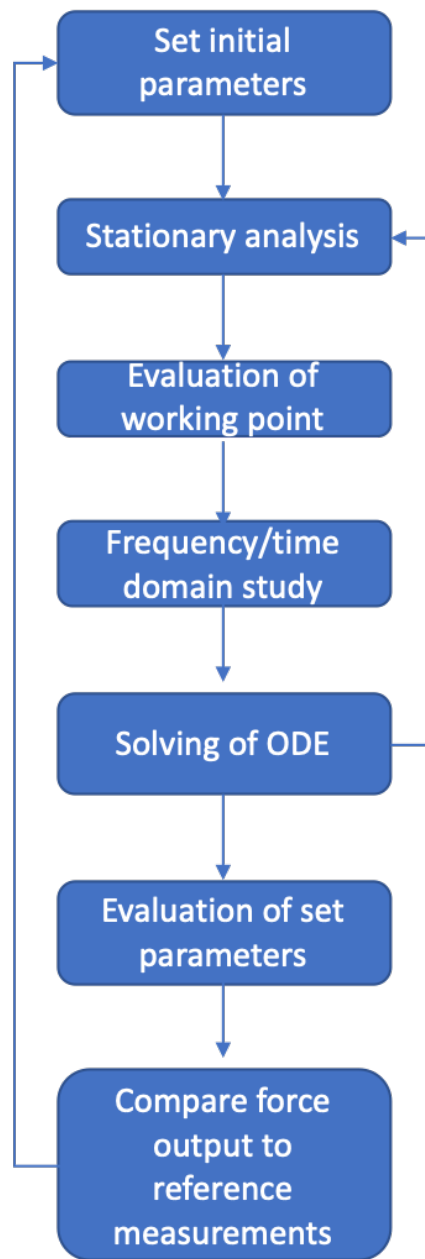 Set initial
parameters
Stationary analysis
Evaluation of
working point
Frequency/time
domain study
Solving of ODE
Evaluation of set
parameters
Compare force
output to
reference
measurements